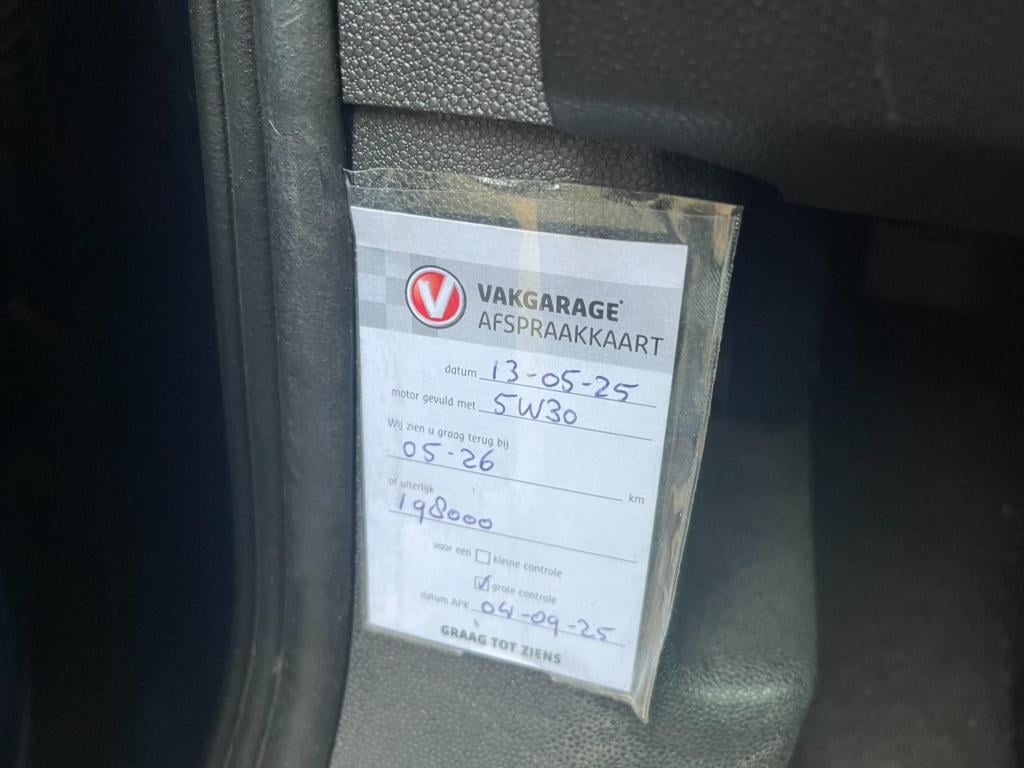 V
VAKGARAGE
AFSPRAAKKAART
datum 13-05-25
motor gevuld met 5W30
Wij zien u graag terug bij
05-26 km
of uiterlijk
198000
voor een kleine controle
grote controle
datum APK 04-09-25
GRAAG TOT ZIENS